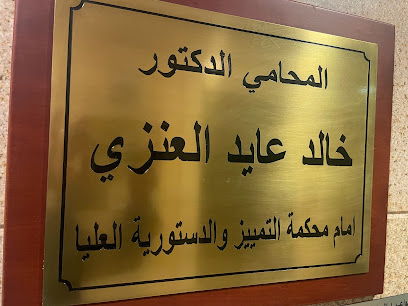 المحامي الدكتور
خالد عايد العنزي
امام محكمة التمييز والدستورية العليا